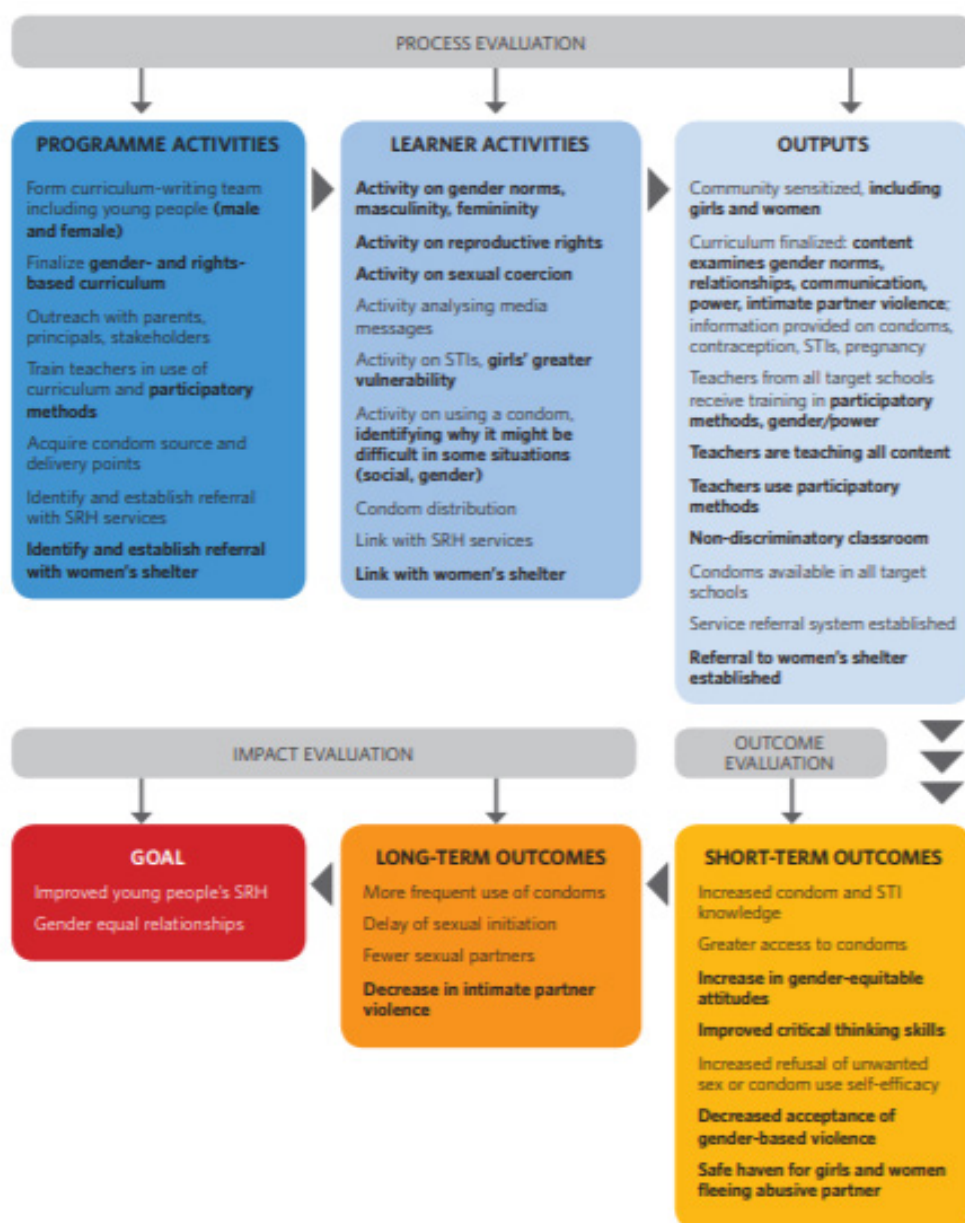 PROCESS EVALUATION
PROGRAMME ACTIVITIES
Form curriculum-writing team
including young people (male
and female)
Finalize gender- and rights-
based curriculum
Outreach with parents,
principals, stakeholders
Train teachers in use of
curriculum and participatory
methods
Acquire condom source and
delivery points
Identify and establish referral
with SRH services
Identify and establish referral
with women's shelter
LEARNER ACTIVITIES
Activity on gender norms,
masculinity, femininity
Activity on reproductive rights
Activity on sexual coercion
Activity analysing media
messages
Activity on STIs, girls' greater
vulnerability
Activity on using a condom,
identifying why it might be
difficult in some situations
(social, gender)
Condom distribution
Link with SRH services
Link with women's shelter
OUTPUTS
Community sensitized, including
girls and women
Curriculum finalized: content
examines gender norms,
relationships, communication,
power, intimate partner violence;
information provided on condoms,
contraception, STIs, pregnancy
Teachers from all target schools
receive training in participatory
methods, gender/power
Teachers are teaching all content
Teachers use participatory
methods
Non-discriminatory classroom
Condoms available in all target
schools
Service referral system established
Referral to women's shelter
established
IMPACT EVALUATION
OUTCOME
EVALUATION
GOAL
Improved young people's SRH
Gender equal relationships
LONG-TERM OUTCOMES
More frequent use of condoms
Delay of sexual initiation
Fewer sexual partners
Decrease in intimate partner
violence
SHORT-TERM OUTCOMES
Increased condom and STI
knowledge
Greater access to condoms
Increase in gender-equitable
attitudes
Improved critical thinking skills
Increased refusal of unwanted
sex or condom use self-efficacy
Decreased acceptance of
gender-based violence
Safe haven for girls and women
fleeing abusive partner